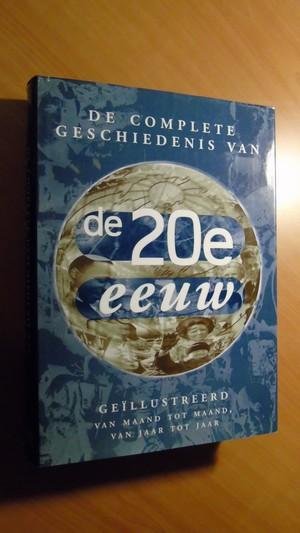 DE COMPLETE
GESCHIEDENIS VAN
de 20e
eeuw
GEÏLLUSTREERD
VAN MAAND TOT MAAND,
VAN JAAR TOT JAAR